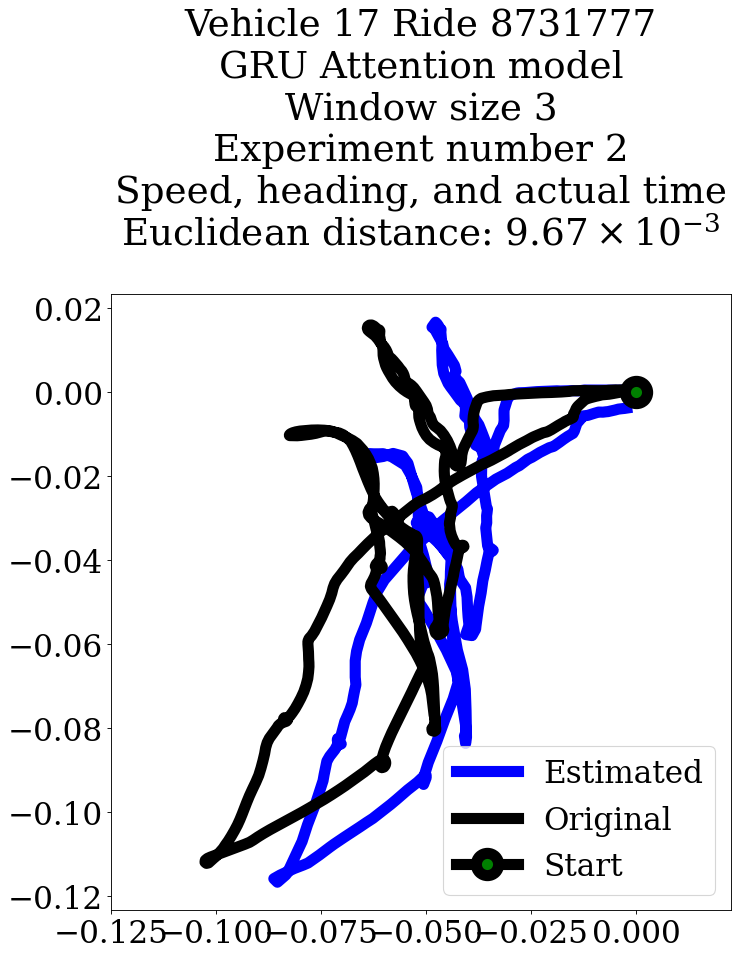 Vehicle 17 Ride 8731777
GRU Attention model
Window size 3
Experiment number 2
Speed, heading, and actual time
Euclidean distance: 9.67 × 10⁻³
0.02
0.00
−0.02
−0.04
−0.06
−0.08
−0.10
−0.12
Estimated
Original
Start
−0.125 −0.100 −0.075 −0.050 −0.025 0.000